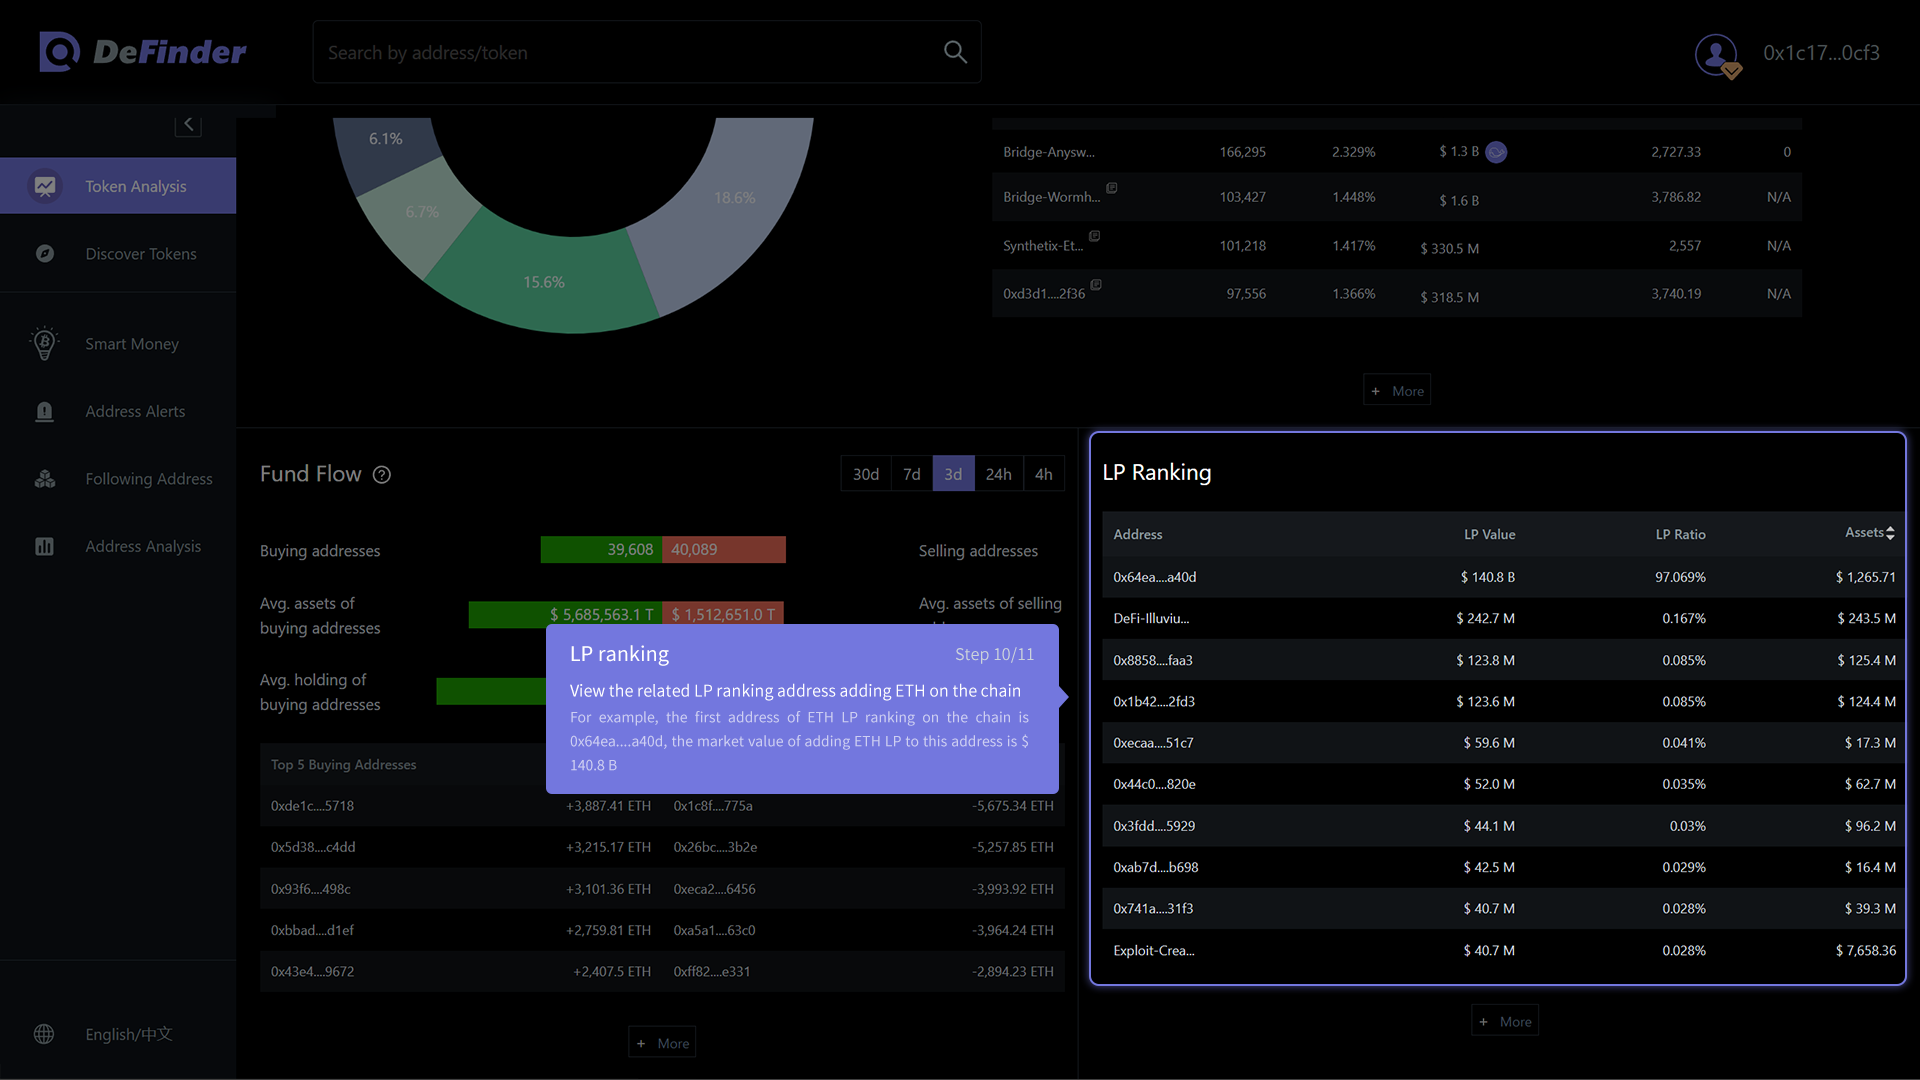 DeFinder
Search by address/token
0x1c17...0cf3
Token Analysis
Discover Tokens
Smart Money
Address Alerts
Following Address
Address Analysis
English/中文
6.1%
6.7%
15.6%
18.6%
Bridge-Anysw... 166,295 2.329% $ 1.3 B 2,727.33 0
Bridge-Wormh... 103,427 1.448% $ 1.6 B 3,786.82 N/A
Synthetix-Et... 101,218 1.417% $ 330.5 M 2,557 N/A
0xd3d1....2f36 97,556 1.366% $ 318.5 M 3,740.19 N/A
+ More
Fund Flow ?
30d 7d 3d 24h 4h
Buying addresses 39,608 40,089 Selling addresses
Avg. assets of
buying addresses
$ 5,685,563.1 T $ 1,512,651.0 T
Avg. assets of selling
Avg. holding of
buying addresses
LP ranking Step 10/11
View the related LP ranking address adding ETH on the chain
For example, the first address of ETH LP ranking on the chain is
0x64ea....a40d, the market value of adding ETH LP to this address is $
140.8 B
Top 5 Buying Addresses
0xde1c....5718 +3,887.41 ETH 0x1c8f....775a -5,675.34 ETH
0x5d38....c4dd +3,215.17 ETH 0x26bc....3b2e -5,257.85 ETH
0x93f6....498c +3,101.36 ETH 0xeca2....6456 -3,993.92 ETH
0xbbad....d1ef +2,759.81 ETH 0xa5a1....63c0 -3,964.24 ETH
0x43e4....9672 +2,407.5 ETH 0xff82....e331 -2,894.23 ETH
+ More
LP Ranking
Address LP Value LP Ratio Assets
0x64ea....a40d $ 140.8 B 97.069% $ 1,265.71
DeFi-Illuviu... $ 242.7 M 0.167% $ 243.5 M
0x8858....faa3 $ 123.8 M 0.085% $ 125.4 M
0x1b42....2fd3 $ 123.6 M 0.085% $ 124.4 M
0xecaa....51c7 $ 59.6 M 0.041% $ 17.3 M
0x44c0....820e $ 52.0 M 0.035% $ 62.7 M
0x3fdd....5929 $ 44.1 M 0.03% $ 96.2 M
0xab7d....b698 $ 42.5 M 0.029% $ 16.4 M
0x741a....31f3 $ 40.7 M 0.028% $ 39.3 M
Exploit-Crea... $ 40.7 M 0.028% $ 7,658.36
+ More